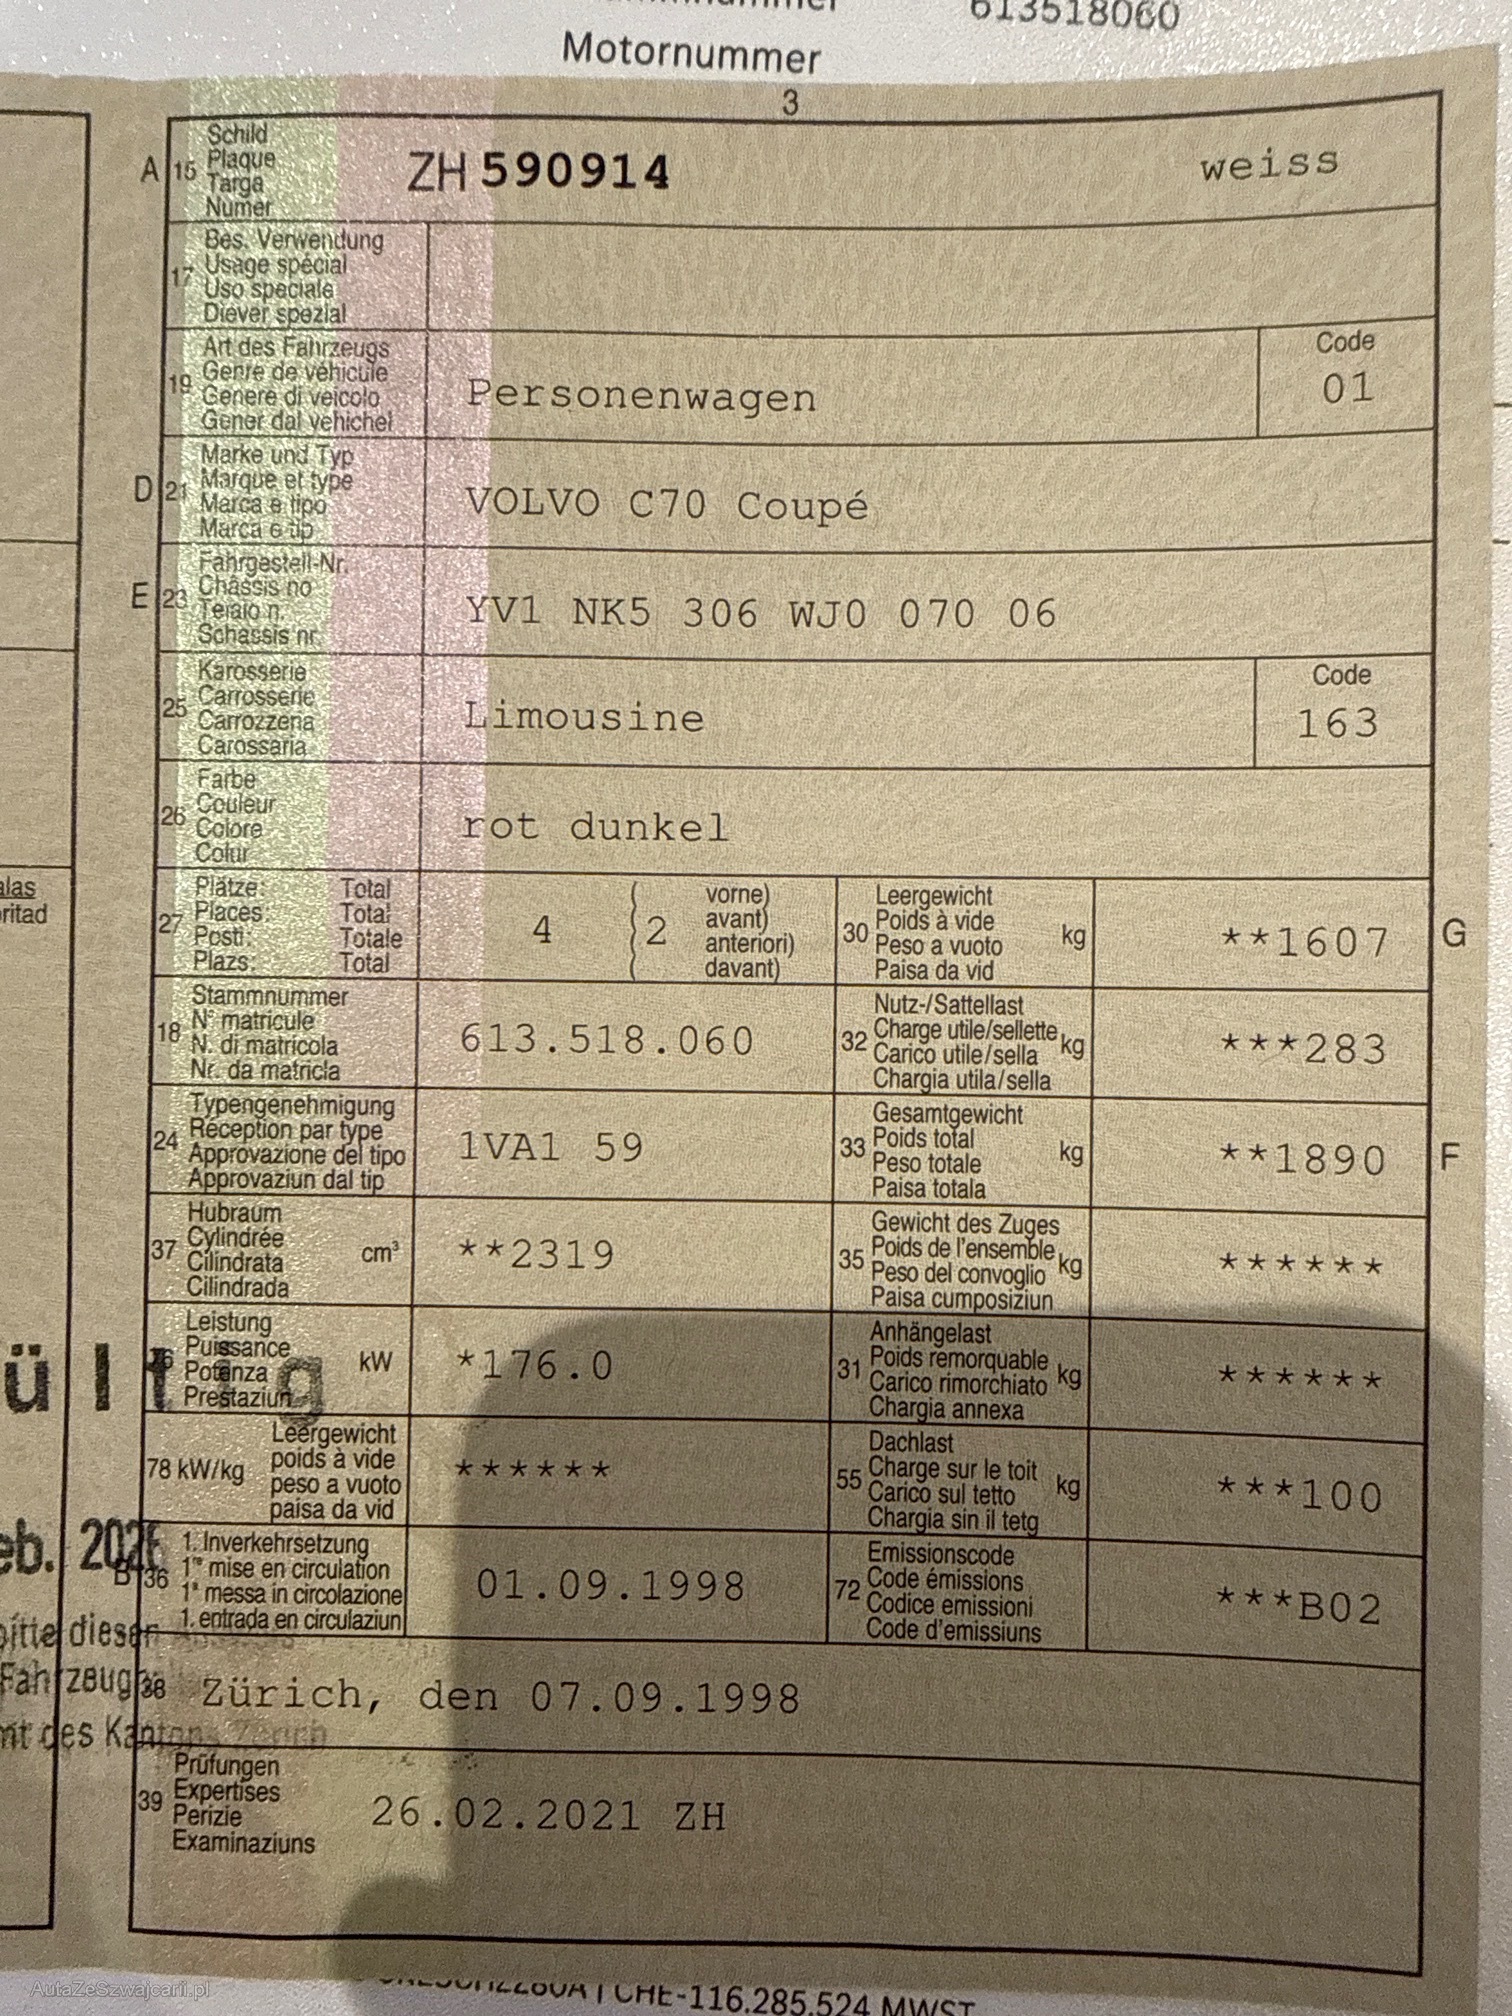 613518060
Motornummer
3
A 15 Schild
Plaque
Targa
Numer
ZH 590914 weiss
17 Bes. Verwendung
Usage spécial
Uso speciale
Diever spezial
19 Art des Fahrzeugs
Genre de véhicule
Genere di veicolo
Gener dal vehichel
Personenwagen
Code
01
D 21 Marke und Typ
Marque et type
Marca e tipo
Marca e tip
VOLVO C70 Coupé
E 23 Fahrgestell-Nr.
Châssis no
Telaio n.
Schassis nr.
YV1 NK5 306 WJ0 070 06
25 Karosserie
Carrosserie
Carrozzeria
Carossaria
Limousine
Code
163
26 Farbe
Couleur
Colore
Colur
rot dunkel
27 Plätze: Total
Places: Total
Posti: Totale
Plazs: Total
4 ( 2 vorne)
avant)
anteriori)
davant)
30 Leergewicht
Poids à vide
Peso a vuoto
Paisa da vid
kg **1607 G
18 Stammnummer
N° matricule
N. di matricola
Nr. da matricla
613.518.060
32 Nutz-/Sattellast
Charge utile/sellette
Carico utile/sella
Chargia utila/sella
kg ***283
24 Typengenehmigung
Réception par type
Approvazione del tipo
Approvaziun dal tip
1VA1 59
33 Gesamtgewicht
Poids total
Peso totale
Paisa totala
kg **1890 F
37 Hubraum
Cylindrée
Cilindrata
Cilindrada
cm³ **2319
35 Gewicht des Zuges
Poids de l'ensemble
Peso del convoglio
Paisa cumposiziun
kg ******
Leistung
Puissance
Potenza
Prestaziun
kW *176.0
31 Anhängelast
Poids remorquable
Carico rimorchiato
Chargia annexa
kg ******
78 kW/kg Leergewicht
poids à vide
peso a vuoto
paisa da vid
******
55 Dachlast
Charge sur le toit
Carico sul tetto
Chargia sin il tetg
kg ***100
B 36 1. Inverkehrsetzung
1re mise en circulation
1a messa in circolazione
1. entrada en circulaziun
01.09.1998
72 Emissionscode
Code émissions
Codice emissioni
Code d'emissiuns
***B02
38 Zürich, den 07.09.1998
39 Prüfungen
Expertises
Perizie
Examinaziuns
26.02.2021 ZH
ültig
eb. 2026
bitte diesen
Fahrzeug
mt des Kantons Zürich
alas
ritad
CHE-116.285.524 MWST
AutaZeSzwajcarii.pl